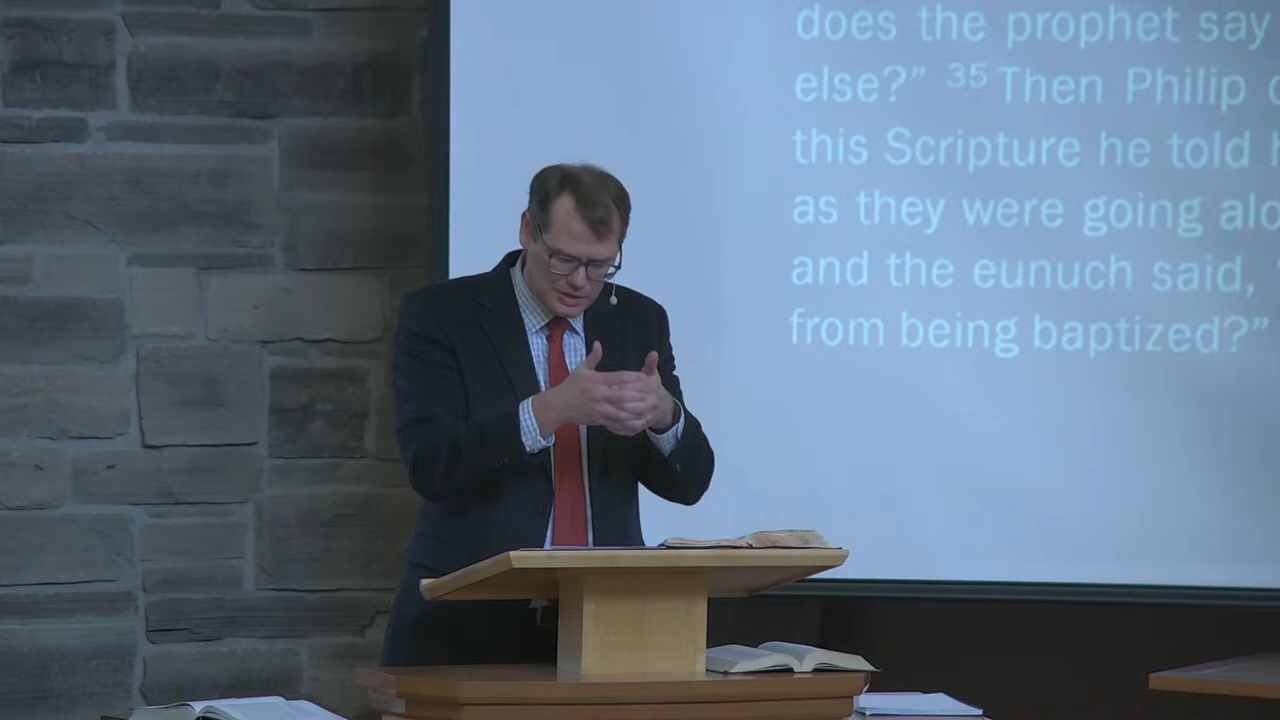 does the prophet say
else?” 35 Then Philip
this Scripture he told
as they were going
and the eunuch said,
from being baptized?”